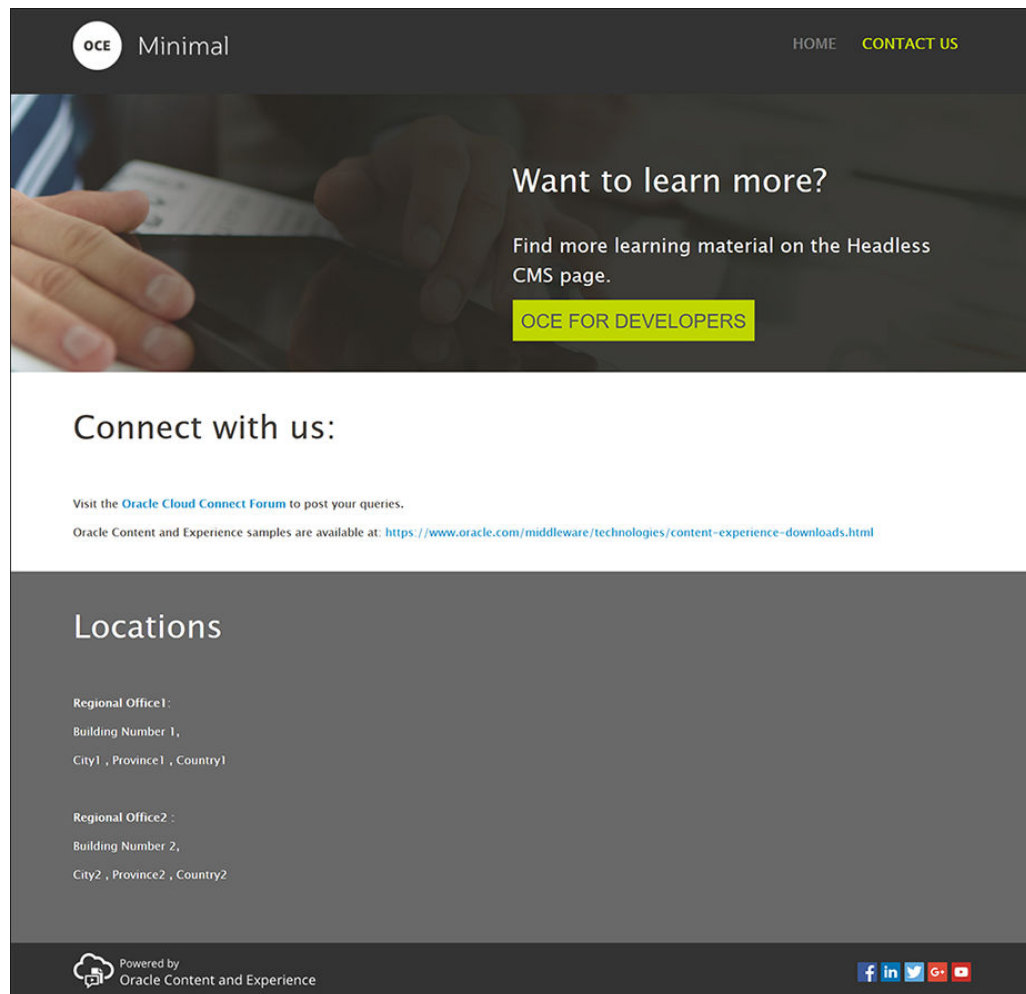 OCE Minimal
HOME CONTACT US
Want to learn more?
Find more learning material on the Headless
CMS page.
OCE FOR DEVELOPERS
Connect with us:
Visit the Oracle Cloud Connect Forum to post your queries.
Oracle Content and Experience samples are available at: https://www.oracle.com/middleware/technologies/content-experience-downloads.html
Locations
Regional Office1:
Building Number 1,
City1 , Province1 , Country1
Regional Office2 :
Building Number 2,
City2 , Province2 , Country2
Powered by
Oracle Content and Experience
f in G+